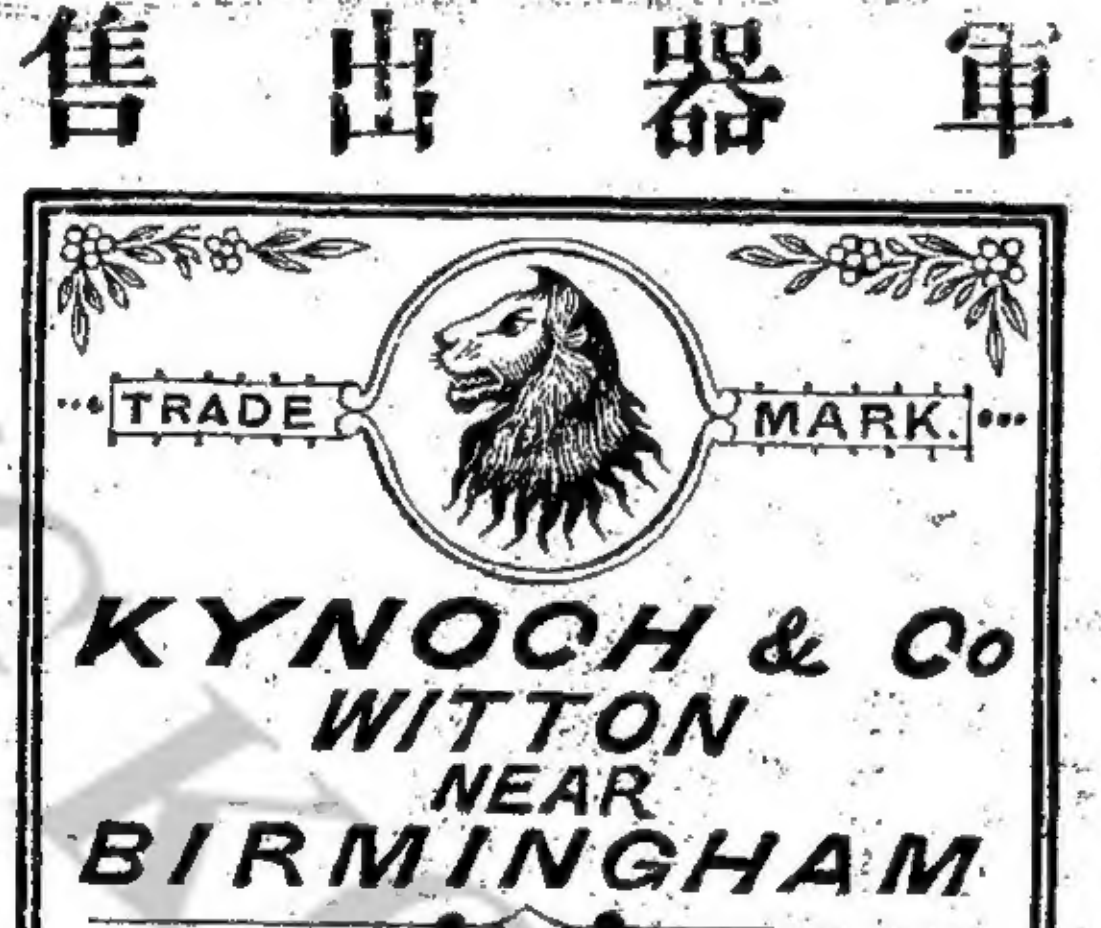 軍器出售
TRADE MARK.
KYNOCH & Co
WITTON
NEAR
BIRMINGHAM